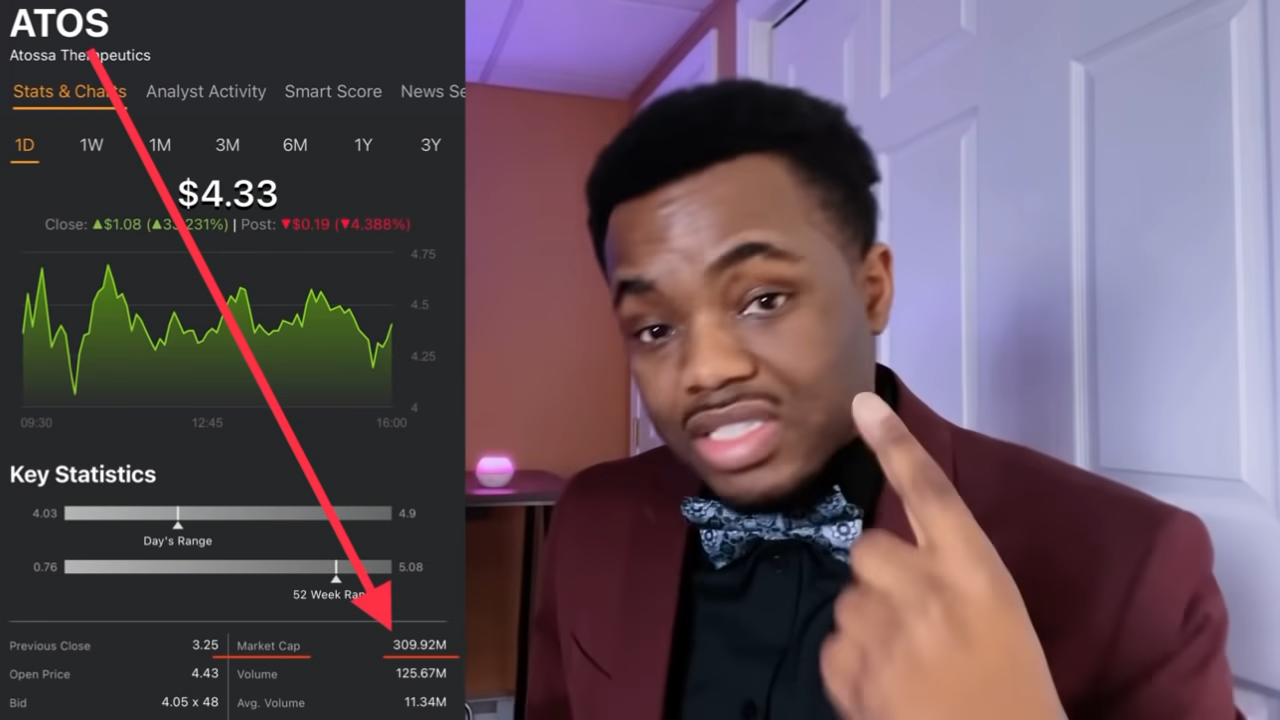 ATOS
Atossa Therapeutics
Stats & Charts Analyst Activity Smart Score News Se
1D 1W 1M 3M 6M 1Y 3Y
$4.33
Close: ▲$1.08 (▲33.231%) | Post: ▼$0.19 (▼4.388%)
4.75
4.5
4.25
4
09:30 12:45 16:00
Key Statistics
4.03 4.9
Day's Range
0.76 5.08
52 Week Ran
Previous Close 3.25 Market Cap 309.92M
Open Price 4.43 Volume 125.67M
Bid 4.05 x 48 Avg. Volume 11.34M